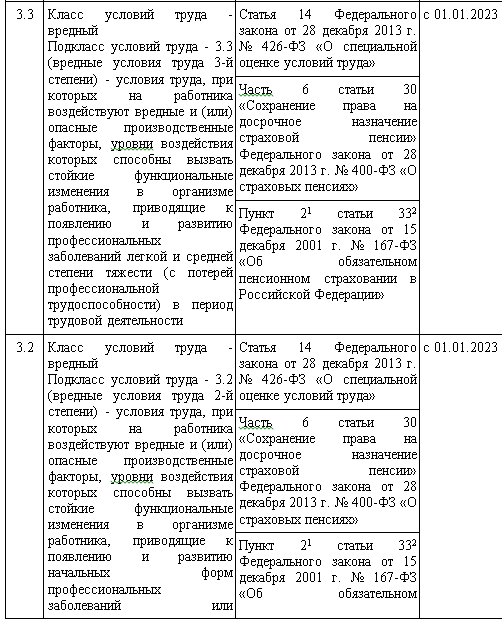 3.3
Класс условий труда -
вредный
Подкласс условий труда - 3.3
(вредные условия труда 3-й
степени) - условия труда, при
которых на работника
воздействуют вредные и (или)
опасные производственные
факторы, уровни воздействия
которых способны вызвать
стойкие функциональные
изменения в организме
работника, приводящие к
появлению и развитию
профессиональных
заболеваний легкой и средней
степени тяжести (с потерей
профессиональной
трудоспособности) в период
трудовой деятельности
Статья 14 Федерального
закона от 28 декабря 2013 г.
№ 426-ФЗ «О специальной
оценке условий труда»
Часть 6 статьи 30
«Сохранение права на
досрочное назначение
страховой пенсии»
Федерального закона от 28
декабря 2013 г. № 400-ФЗ «О
страховых пенсиях»
Пункт 2¹ статьи 33²
Федерального закона от 15
декабря 2001 г. № 167-ФЗ
«Об обязательном
пенсионном страховании в
Российской Федерации»
с 01.01.2023
3.2
Класс условий труда -
вредный
Подкласс условий труда - 3.2
(вредные условия труда 2-й
степени) - условия труда, при
которых на работника
воздействуют вредные и (или)
опасные производственные
факторы, уровни воздействия
которых способны вызвать
стойкие функциональные
изменения в организме
работника, приводящие к
появлению и развитию
начальных форм
профессиональных
заболеваний или
Статья 14 Федерального
закона от 28 декабря 2013 г.
№ 426-ФЗ «О специальной
оценке условий труда»
Часть 6 статьи 30
«Сохранение права на
досрочное назначение
страховой пенсии»
Федерального закона от 28
декабря 2013 г. № 400-ФЗ «О
страховых пенсиях»
Пункт 2¹ статьи 33²
Федерального закона от 15
декабря 2001 г. № 167-ФЗ
«Об обязательном
с 01.01.2023